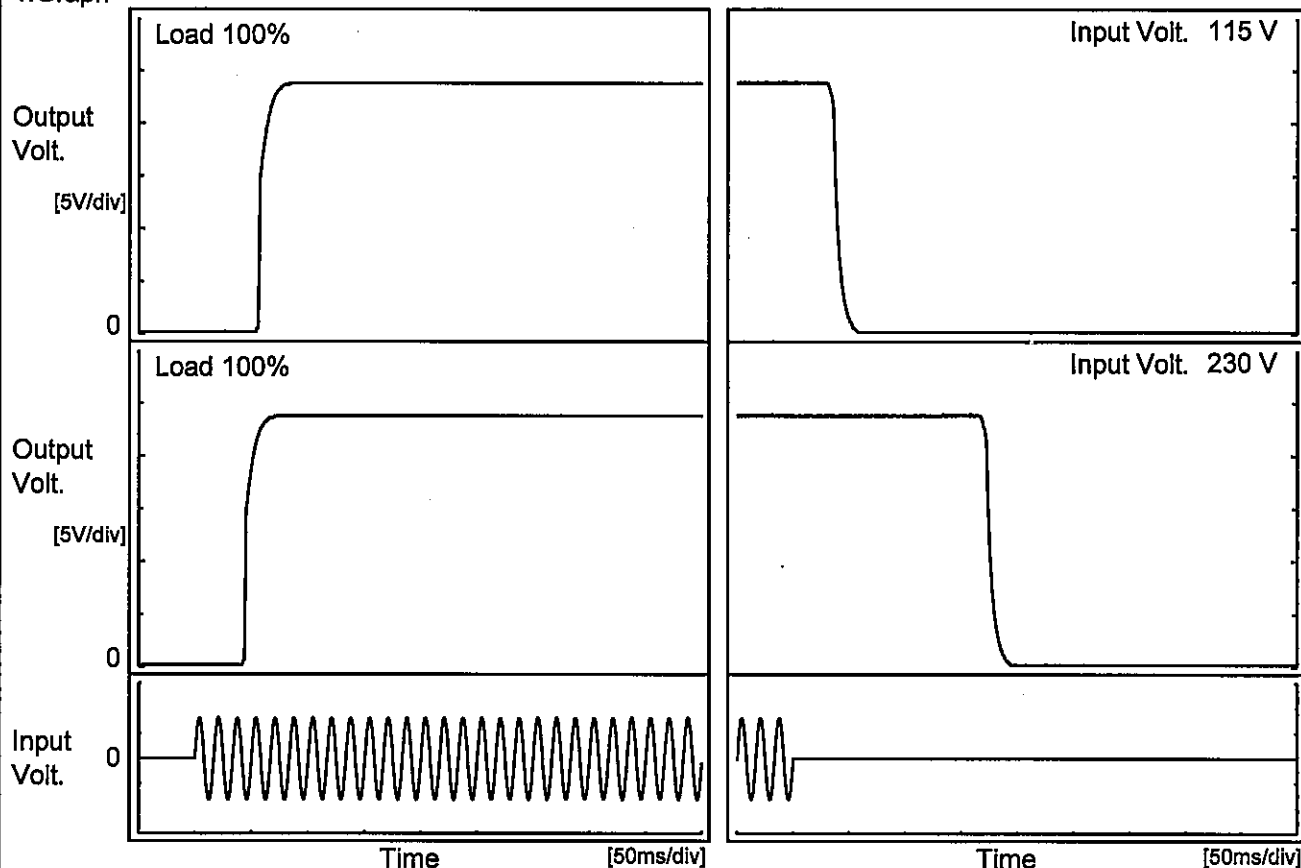 Load 100%
Input Volt. 115 V
Output
Volt.
[5V/div]
0
Load 100%
Input Volt. 230 V
Output
Volt.
[5V/div]
0
Input
Volt.
0
Time
[50ms/div]
Time
[50ms/div]